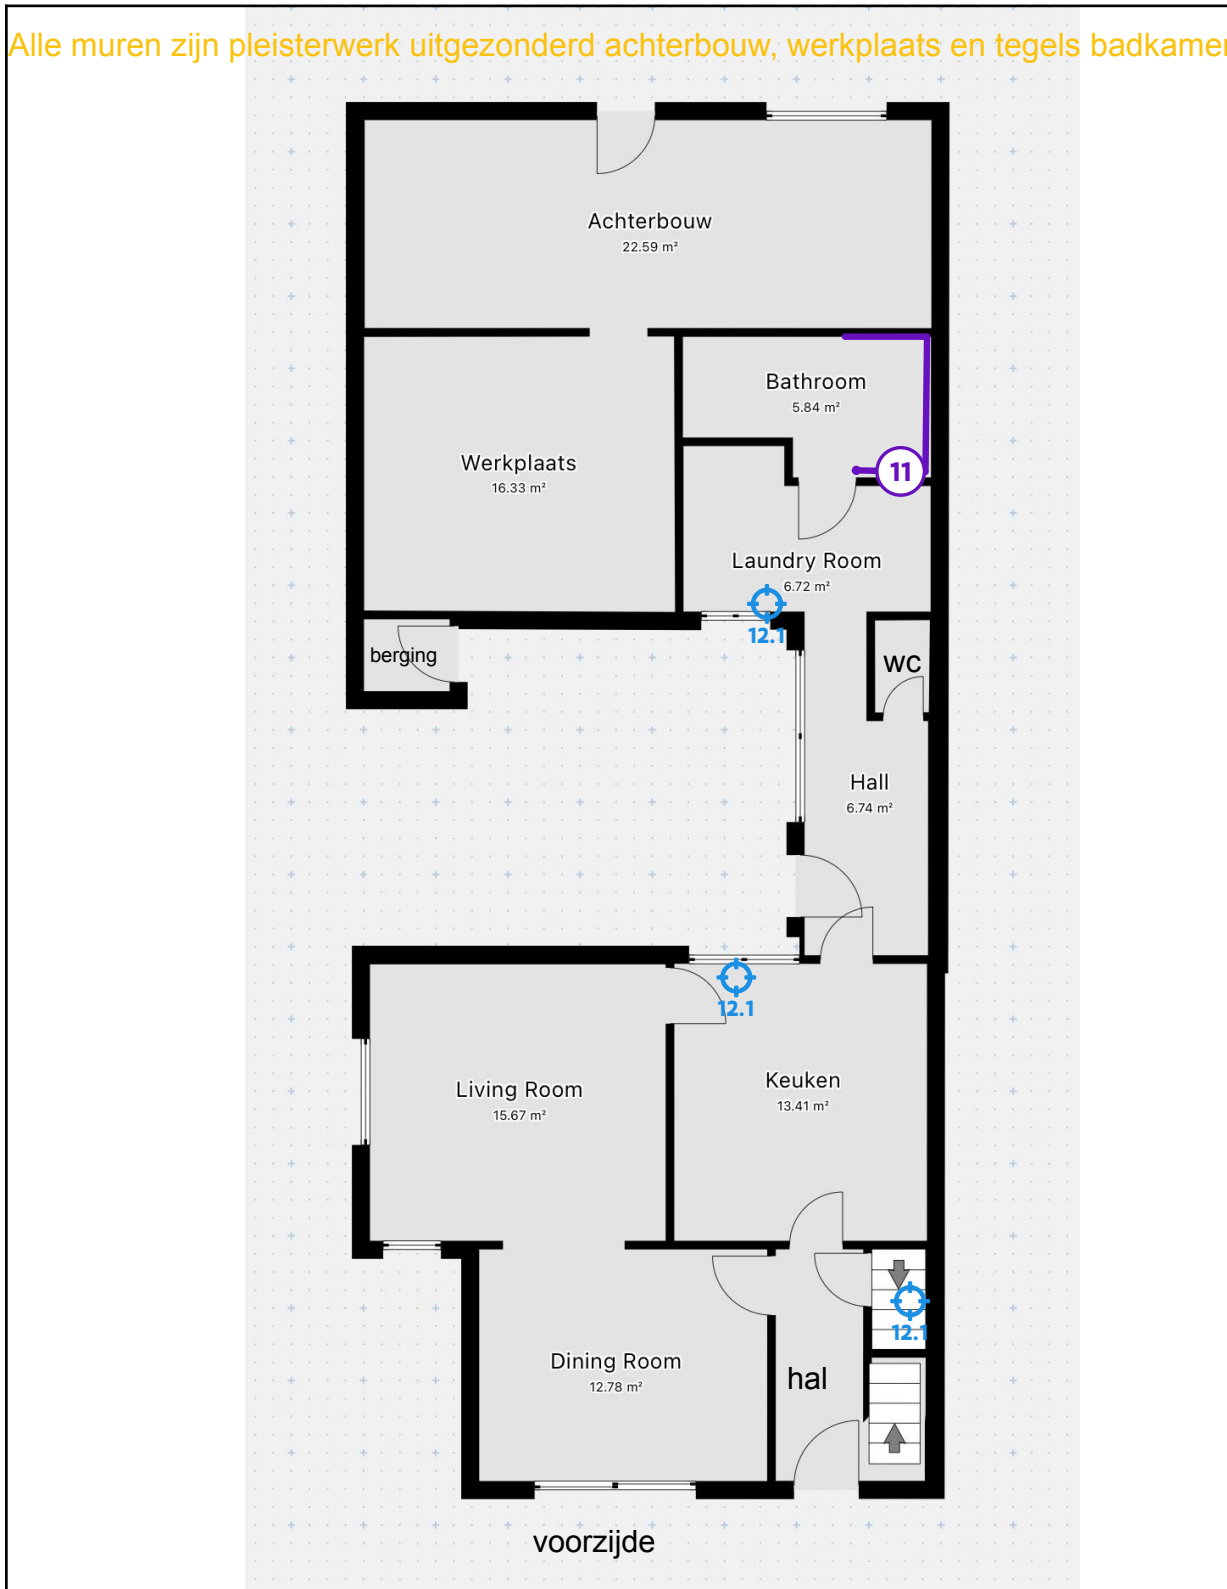 Alle muren zijn pleisterwerk uitgezonderd achterbouw, werkplaats en tegels badkamer
Achterbouw
22.59 m²
Bathroom
5.84 m²
Werkplaats
16.33 m²
11
Laundry Room
6.72 m²
12.1
berging
WC
Hall
6.74 m²
12.1
Living Room
15.67 m²
Keuken
13.41 m²
12.1
Dining Room
12.78 m²
hal
voorzijde